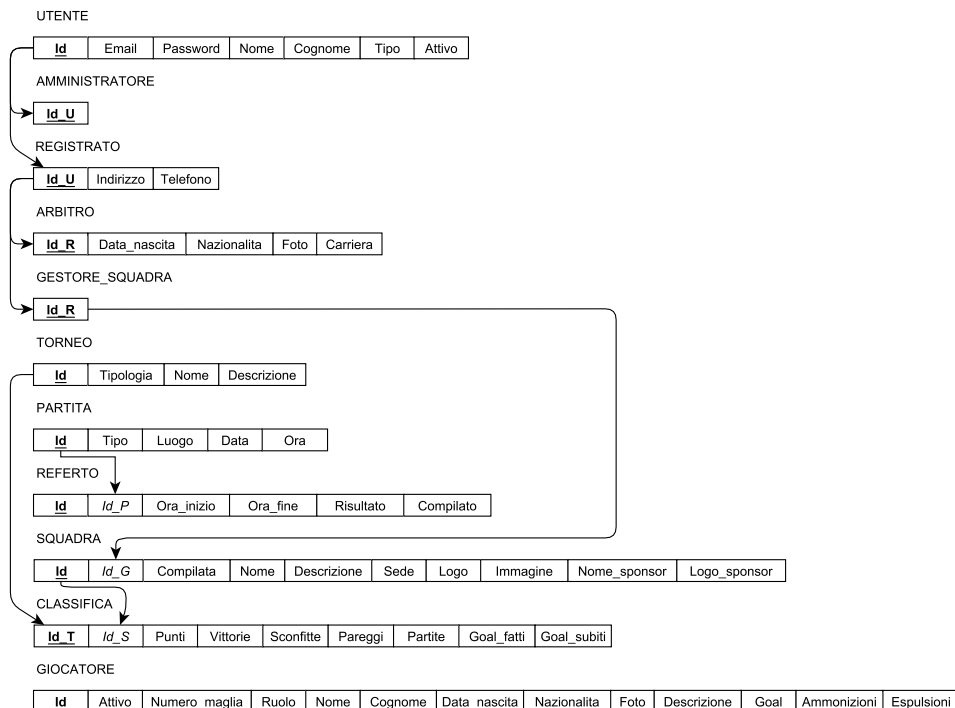 UTENTE
Id Email Password Nome Cognome Tipo Attivo
AMMINISTRATORE
Id_U
REGISTRATO
Id_U Indirizzo Telefono
ARBITRO
Id_R Data_nascita Nazionalita Foto Carriera
GESTORE_SQUADRA
Id_R
TORNEO
Id Tipologia Nome Descrizione
PARTITA
Id Tipo Luogo Data Ora
REFERTO
Id Id_P Ora_inizio Ora_fine Risultato Compilato
SQUADRA
Id Id_G Compilata Nome Descrizione Sede Logo Immagine Nome_sponsor Logo_sponsor
CLASSIFICA
Id_T Id_S Punti Vittorie Sconfitte Pareggi Partite Goal_fatti Goal_subiti
GIOCATORE
Id Attivo Numero_maglia Ruolo Nome Cognome Data_nascita Nazionalita Foto Descrizione Goal Ammonizioni Espulsioni